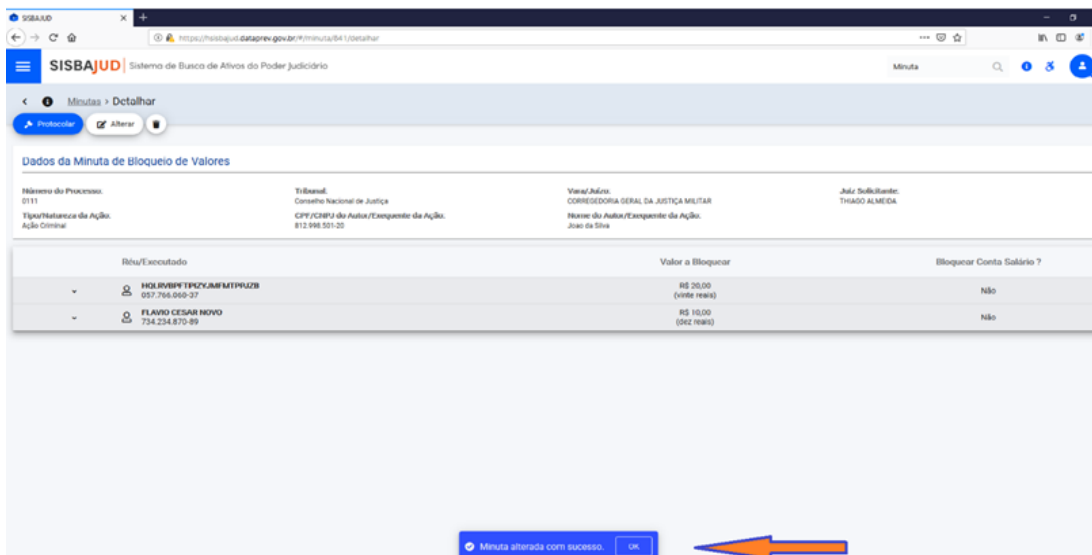 SISBAJUD
https://hsisbajud.dataprev.gov.br/#/minuta/841/detalhar
SISBAJUD Sistema de Busca de Ativos do Poder Judiciário
Minuta
Minutas > Detalhar
Protocolar Alterar
Dados da Minuta de Bloqueio de Valores
Número do Processo: Tribunal: Vara/Juízo: Juiz Solicitante:
0111 Conselho Nacional de Justiça CORREGEDORIA GERAL DA JUSTIÇA MILITAR THIAGO ALMEIDA
Tipo/Natureza da Ação: CPF/CNPJ do Autor/Exequente da Ação: Nome do Autor/Exequente da Ação:
Ação Criminal 812.998.501-20 Joao da Silva
Réu/Executado Valor a Bloquear Bloquear Conta Salário ?
R$ 20,00
057.766.060-37 (vinte reais) Não
FLAVIO CESAR NOVO R$ 10,00
734.234.870-89 (dez reais) Não
Minuta alterada com sucesso. OK